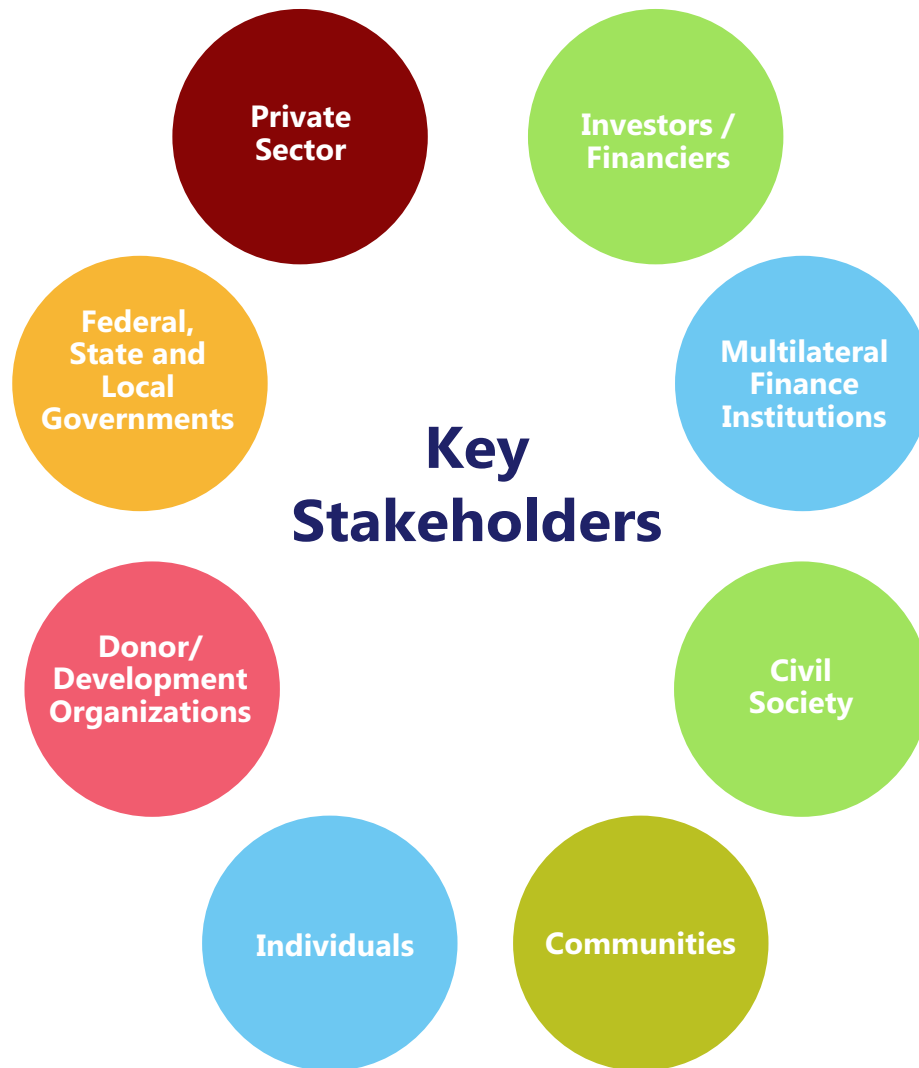 Private
Sector
Investors /
Financiers
Federal,
State and
Local
Governments
Multilateral
Finance
Institutions
Key
Stakeholders
Donor/
Development
Organizations
Civil
Society
Individuals
Communities